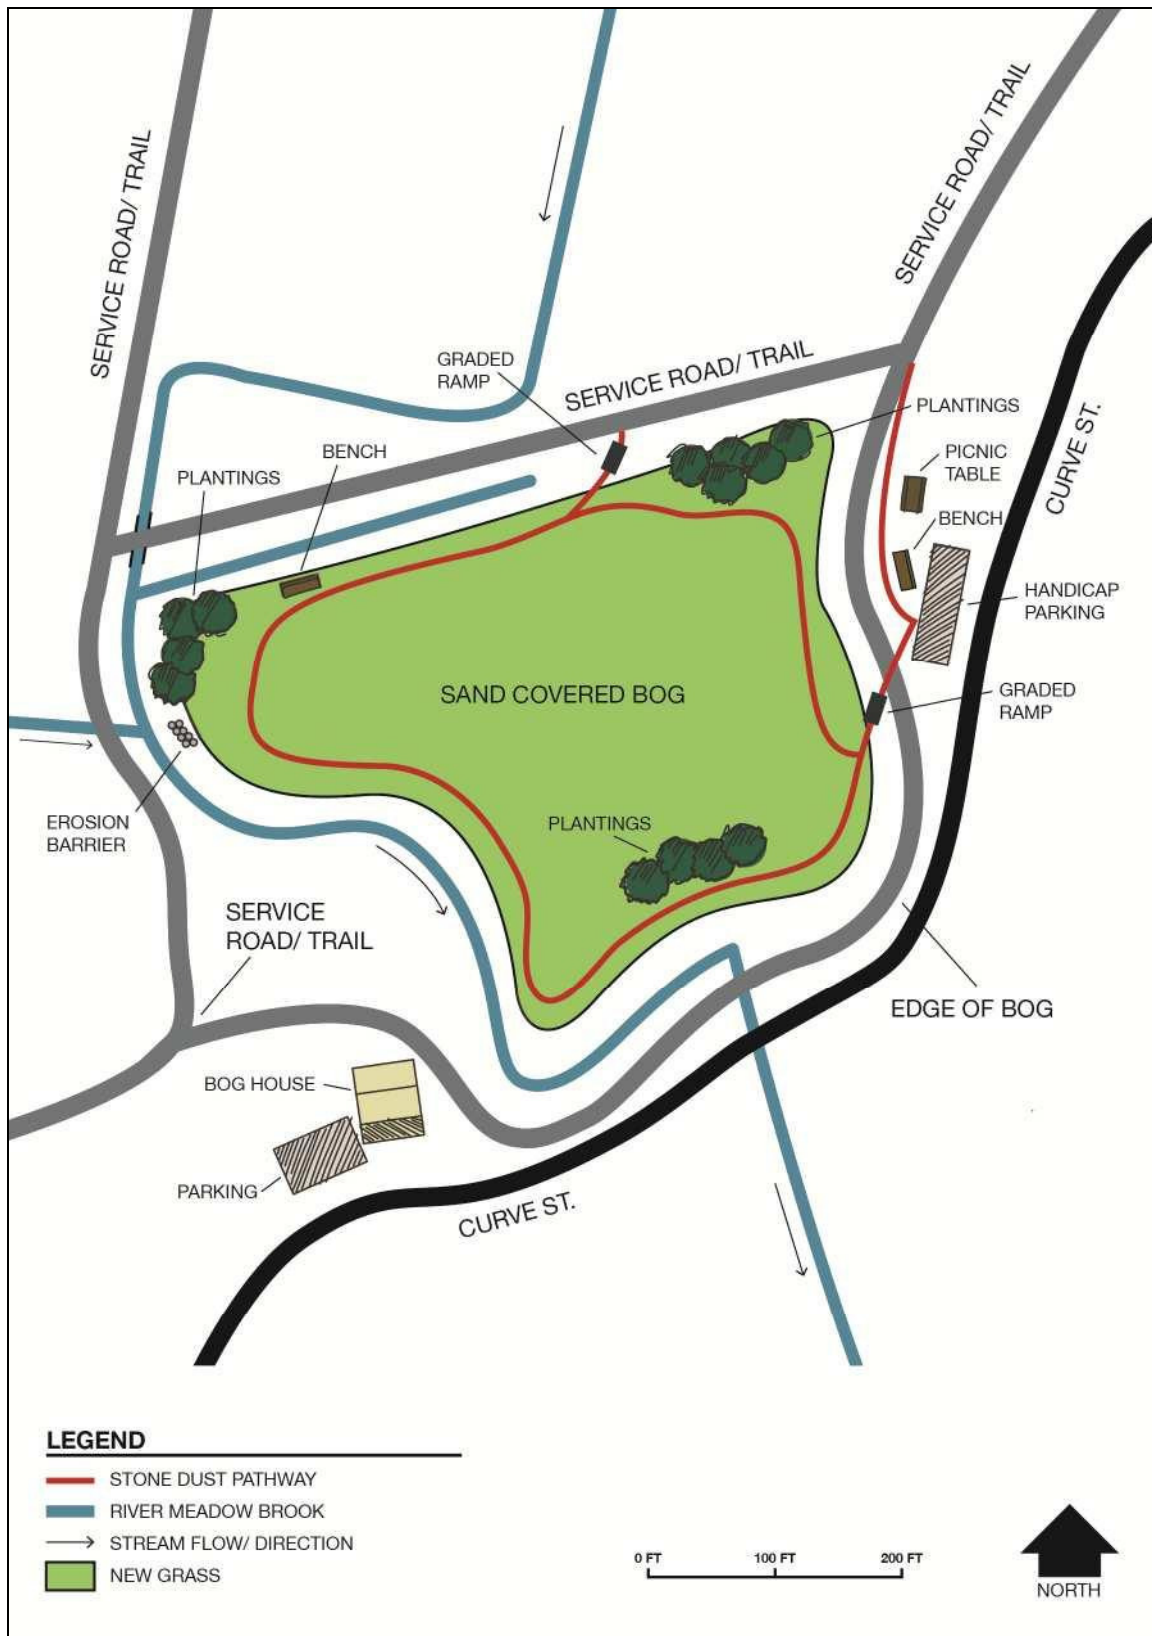 SERVICE ROAD/ TRAIL
SERVICE ROAD/ TRAIL
GRADED
RAMP
SERVICE ROAD/ TRAIL
PLANTINGS
BENCH
PLANTINGS
PICNIC
TABLE
CURVE ST.
BENCH
HANDICAP
PARKING
SAND COVERED BOG
GRADED
RAMP
EROSION
BARRIER
PLANTINGS
SERVICE
ROAD/ TRAIL
EDGE OF BOG
BOG HOUSE
PARKING
CURVE ST.
LEGEND
STONE DUST PATHWAY
RIVER MEADOW BROOK
STREAM FLOW/ DIRECTION
NEW GRASS
0 FT 100 FT 200 FT
NORTH